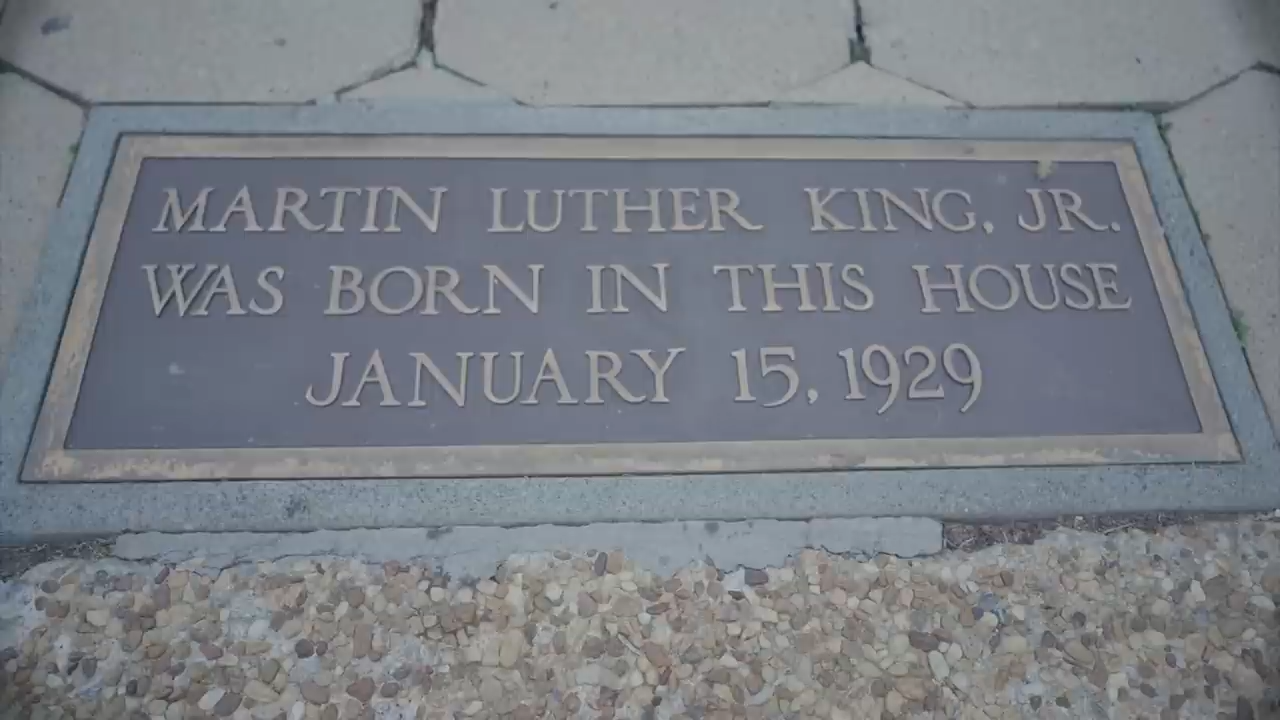 MARTIN LUTHER KING, JR.
WAS BORN IN THIS HOUSE
JANUARY 15, 1929